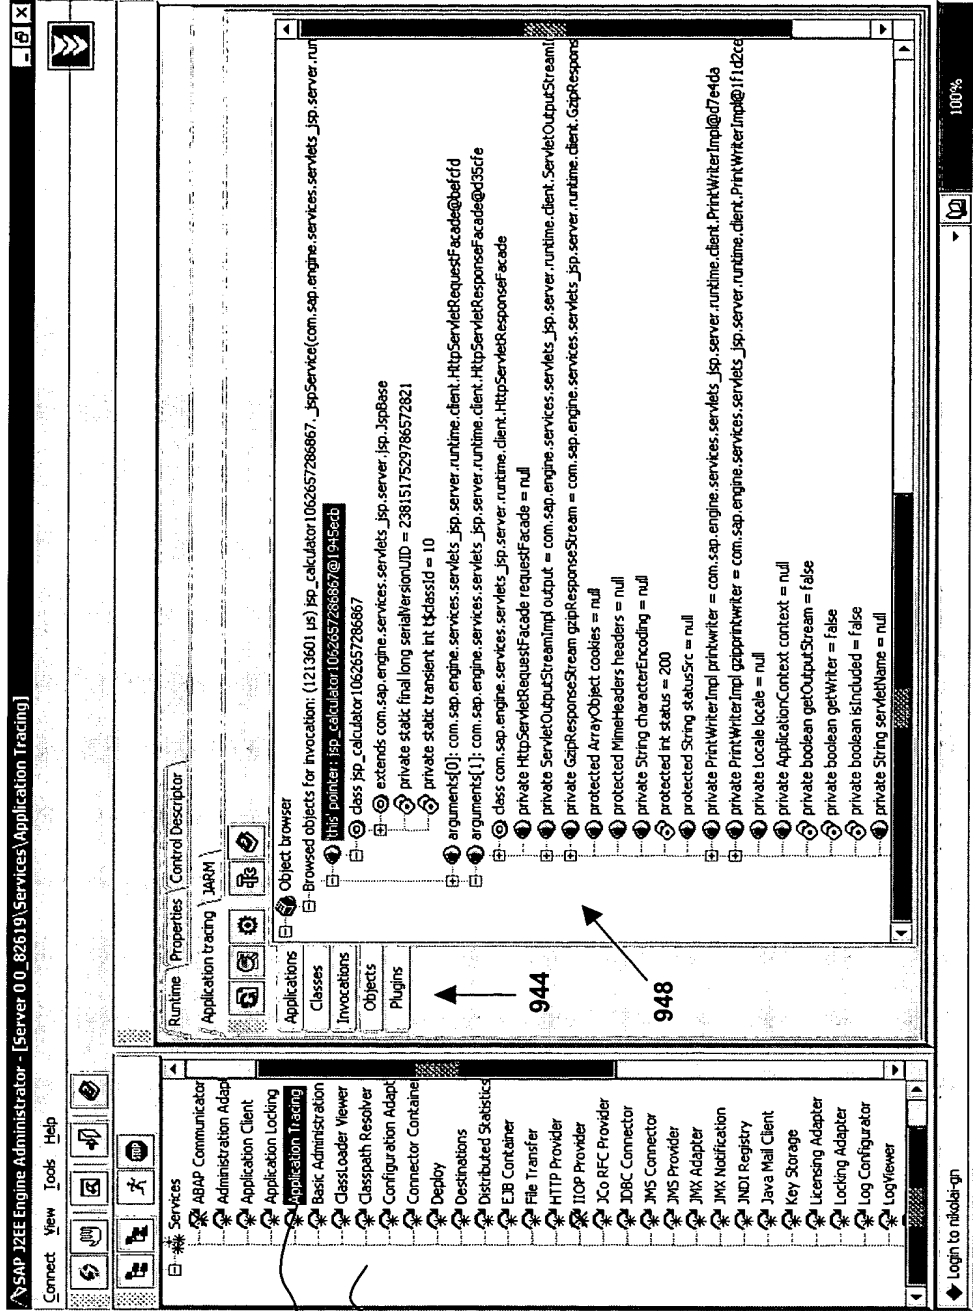 SAP J2EE Engine Administrator - [Server 0 0_82619\Services\Application Tracing]
Connect View Tools Help
Services
ABAP Communicator
Administration Adap
Application Client
Application Locking
Application Tracing
Basic Administration
ClassLoader Viewer
Classpath Resolver
Configuration Adapt
Connector Containe
Deploy
Destinations
Distributed Statistics
EJB Container
File Transfer
HTTP Provider
IIOP Provider
JCo RFC Provider
JDBC Connector
JMS Connector
JMS Provider
JMX Adapter
JMX Notification
JNDI Registry
Java Mail Client
Key Storage
Licensing Adapter
Locking Adapter
Log Configurator
LogViewer
Runtime Properties Control Descriptor
Application tracing JARM
Applications
Classes
Invocations
Objects
Plugins
944
948
Object browser
Browsed objects for invocation: (1213601 µs) jsp_calculator1062657286867._jspService(com.sap.engine.services.servlets_jsp.server.run
'this' pointer: jsp_calculator1062657286867@1945ecb
class jsp_calculator1062657286867
extends com.sap.engine.services.servlets_jsp.server.jsp.JspBase
private static final long serialVersionUID = 2381517529786572821
private static transient int t$classId = 10
arguments[0]: com.sap.engine.services.servlets_jsp.server.runtime.client.HttpServletRequestFacade@befcfd
arguments[1]: com.sap.engine.services.servlets_jsp.server.runtime.client.HttpServletResponseFacade@d35cfe
class com.sap.engine.services.servlets_jsp.server.runtime.client.HttpServletResponseFacade
private HttpServletRequestFacade requestFacade = null
private ServletOutputStreamImpl output = com.sap.engine.services.servlets_jsp.server.runtime.client.ServletOutputStreamI
private GzipResponseStream gzipResponseStream = com.sap.engine.services.servlets_jsp.server.runtime.client.GzipRespons
protected ArrayObject cookies = null
protected MimeHeaders headers = null
private String characterEncoding = null
protected int status = 200
protected String statusSrc = null
private PrintWriterImpl printwriter = com.sap.engine.services.servlets_jsp.server.runtime.client.PrintWriterImpl@d7e4da
private PrintWriterImpl gzipprintwriter = com.sap.engine.services.servlets_jsp.server.runtime.client.PrintWriterImpl@1f1d2ce
private Locale locale = null
private ApplicationContext context = null
private boolean getOutputStream = false
private boolean getWriter = false
private boolean isIncluded = false
private String servletName = null
Login to nikolai-gn
100%